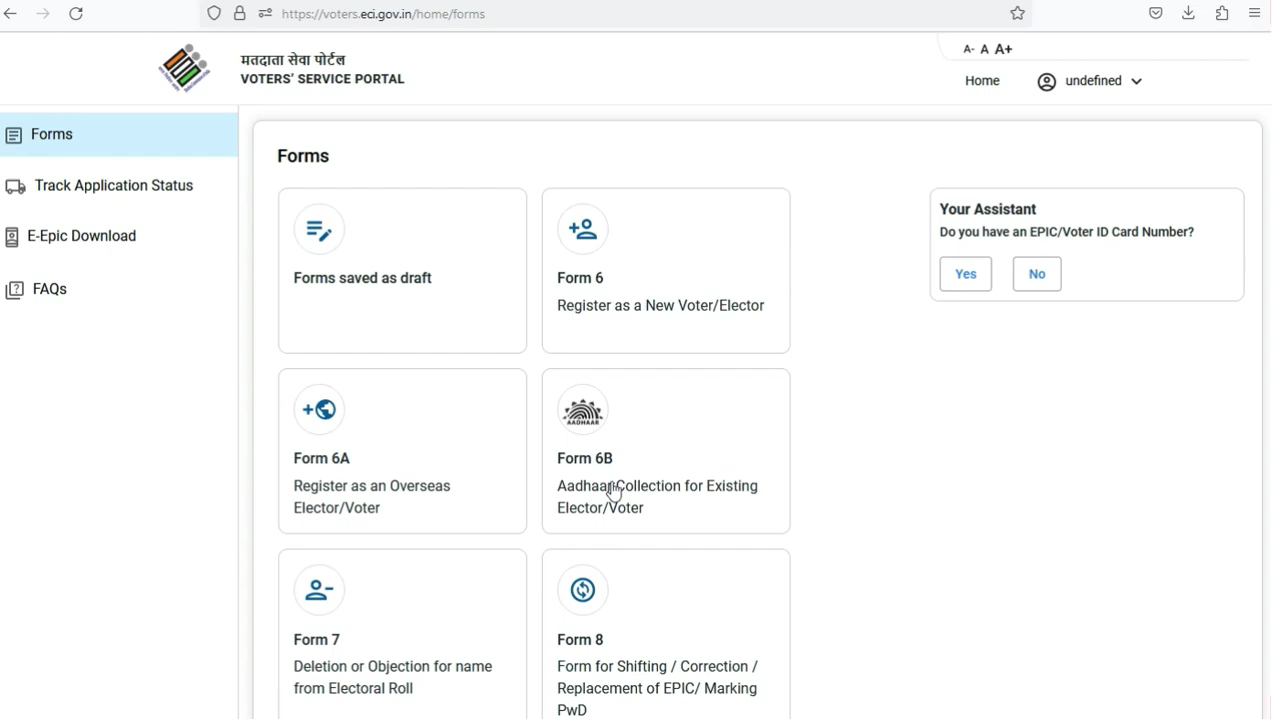 https://voters.eci.gov.in/home/forms
मतदाता सेवा पोर्टल
VOTERS' SERVICE PORTAL
A- A A+
Home
undefined
Forms
Track Application Status
E-Epic Download
FAQs
Forms
Forms saved as draft
Form 6
Register as a New Voter/Elector
Form 6A
Register as an Overseas
Elector/Voter
AADHAAR
Form 6B
Aadhaar Collection for Existing
Elector/Voter
Form 7
Deletion or Objection for name
from Electoral Roll
Form 8
Form for Shifting / Correction /
Replacement of EPIC/ Marking
PwD
Your Assistant
Do you have an EPIC/Voter ID Card Number?
Yes No